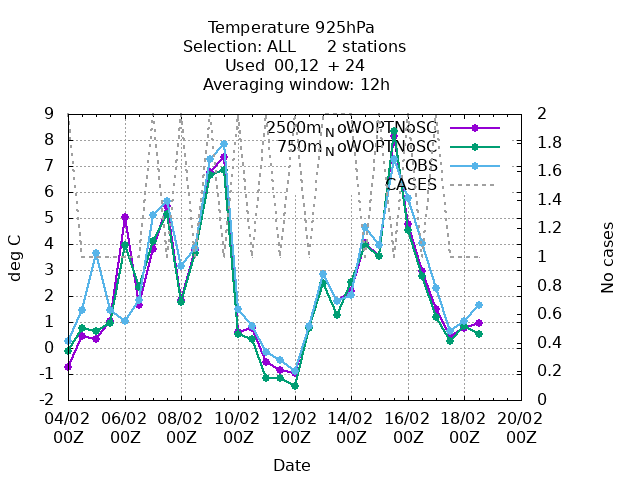 Temperature 925hPa
Selection: ALL 2 stations
Used 00,12 + 24
Averaging window: 12h
9 2
8 2500m_NoWOPTNoSC 1.8
7 750m_NoWOPTNoSC 1.6
6 OBS 1.4
5 CASES 1.2
4 1
3 0.8
2 0.6
1 0.4
0 0.2
-1 0
-2
deg C
No cases
04/02 06/02 08/02 10/02 12/02 14/02 16/02 18/02 20/02
00Z 00Z 00Z 00Z 00Z 00Z 00Z 00Z 00Z
Date